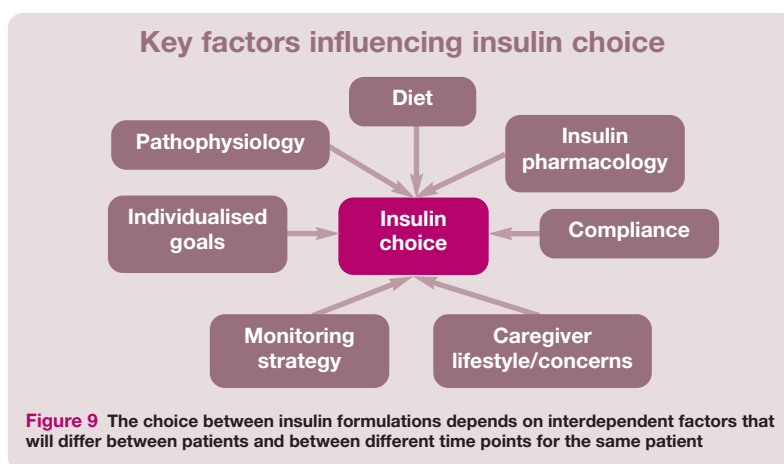 Key factors influencing insulin choice
Diet
Pathophysiology
Insulin
pharmacology
Individualised
goals
Insulin
choice
Compliance
Monitoring
strategy
Caregiver
lifestyle/concerns
Figure 9 The choice between insulin formulations depends on interdependent factors that
will differ between patients and between different time points for the same patient